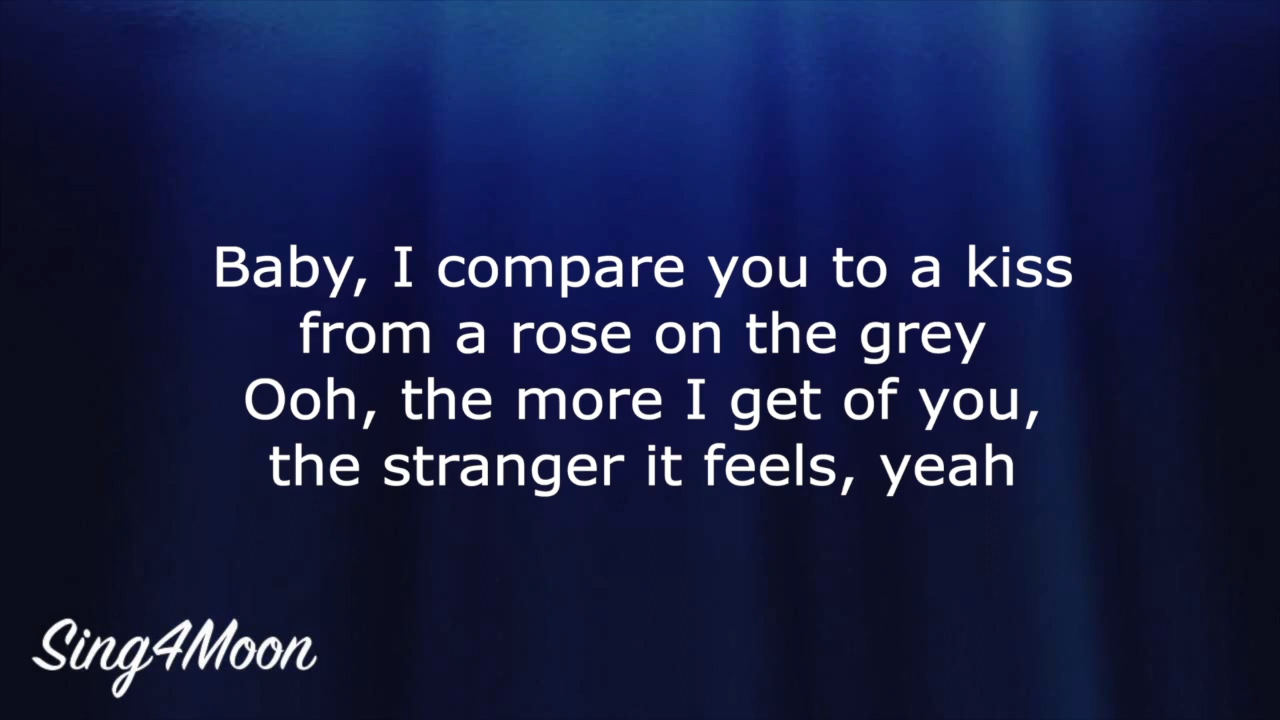 Baby, I compare you to a kiss
from a rose on the grey
Ooh, the more I get of you,
the stranger it feels, yeah
Sing4Moon